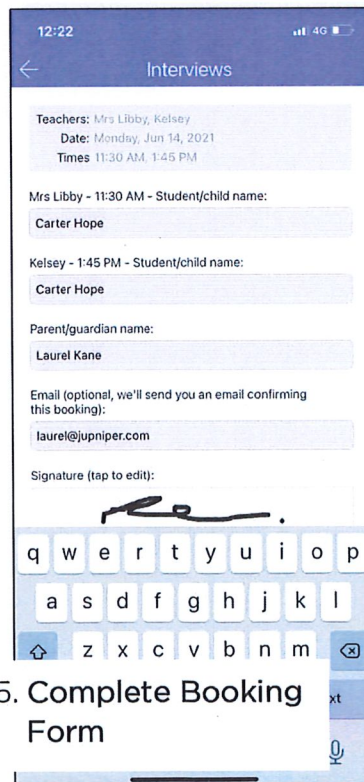 12:22
4G
Interviews
Teachers: Mrs Libby, Kelsey
Date: Monday, Jun 14, 2021
Times 11:30 AM, 1:45 PM
Mrs Libby - 11:30 AM - Student/child name:
Carter Hope
Kelsey - 1:45 PM - Student/child name:
Carter Hope
Parent/guardian name:
Laurel Kane
Email (optional, we'll send you an email confirming
this booking):
laurel@jupniper.com
Signature (tap to edit):
q w e r t y u i o p
a s d f g h j k l
z x c v b n m
5. Complete Booking
Form
xt